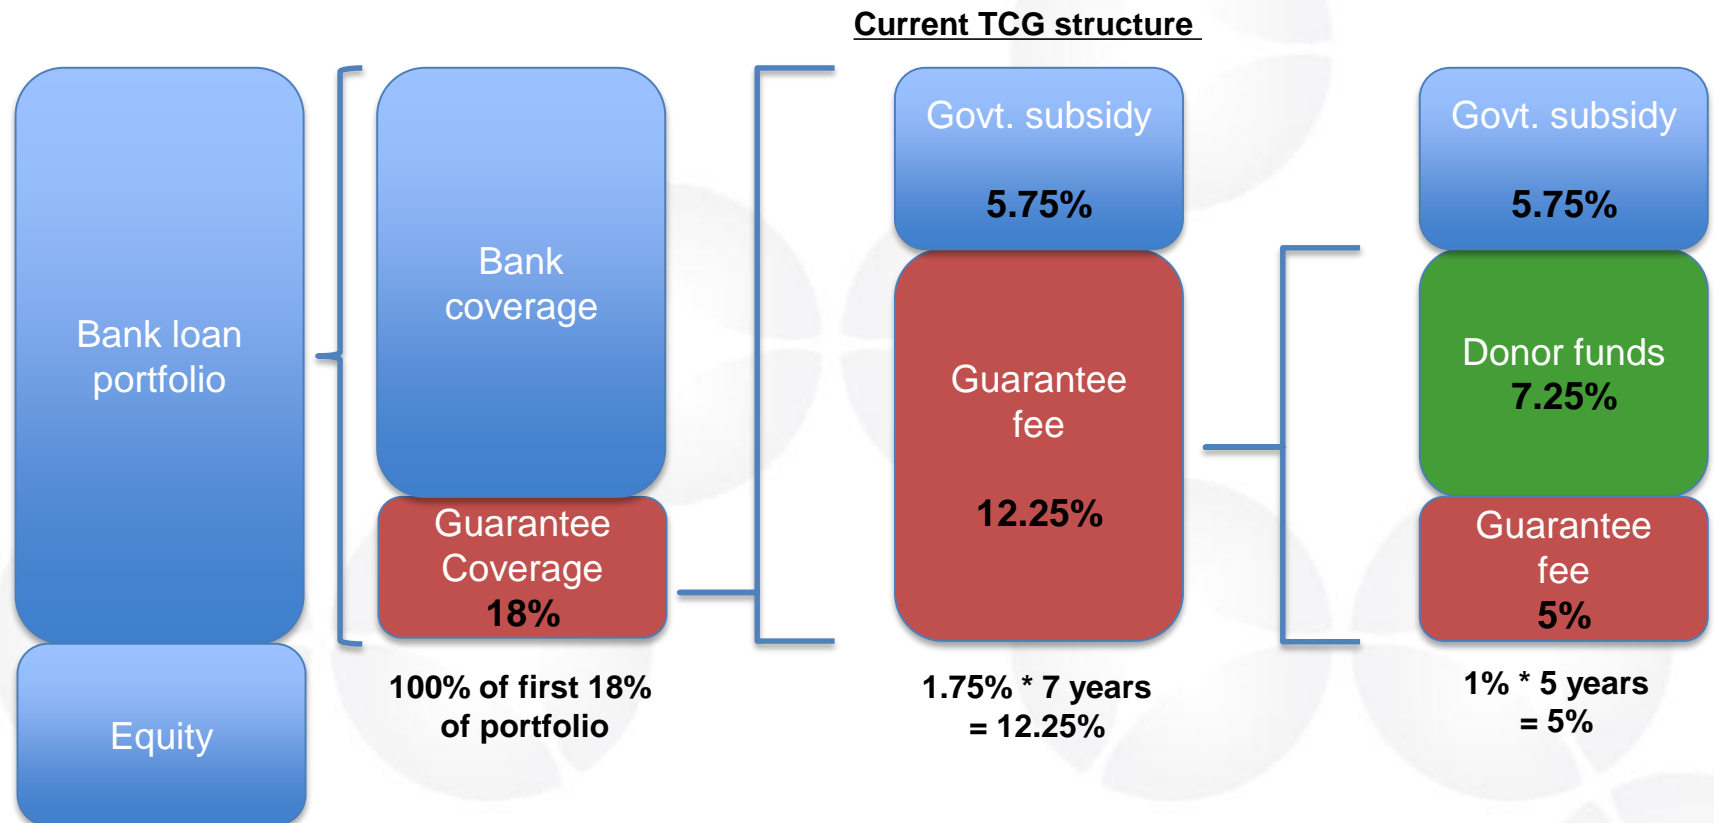 Current TCG structure
Bank loan
portfolio
Equity
Bank
coverage
Guarantee
Coverage
18%
100% of first 18%
of portfolio
Govt. subsidy
5.75%
Guarantee
fee
12.25%
1.75% * 7 years
= 12.25%
Govt. subsidy
5.75%
Donor funds
7.25%
Guarantee
fee
5%
1% * 5 years
= 5%